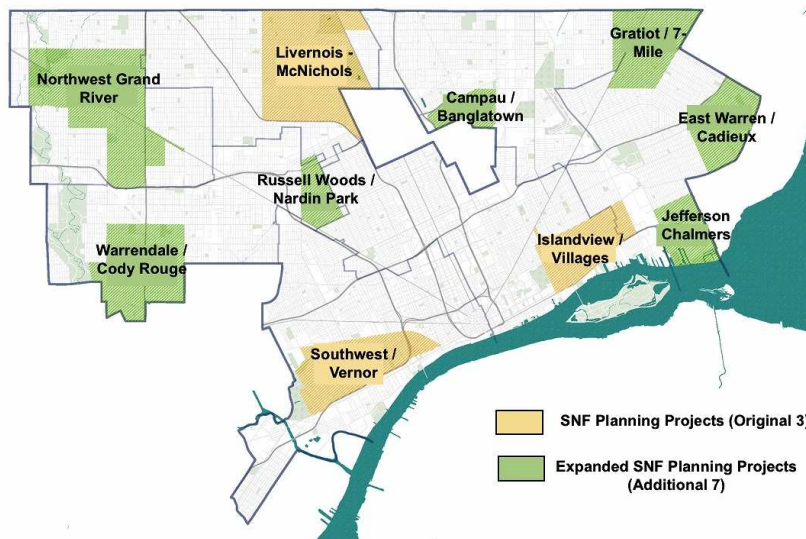 Gratiot / 7-
Mile
Livernois -
McNichols
Northwest Grand
River
Campau /
Banglatown
East Warren /
Cadieux
Russell Woods /
Nardin Park
Jefferson
Chalmers
Islandview /
Villages
Warrendale /
Cody Rouge
Southwest /
Vernor
SNF Planning Projects (Original 3)
Expanded SNF Planning Projects
(Additional 7)